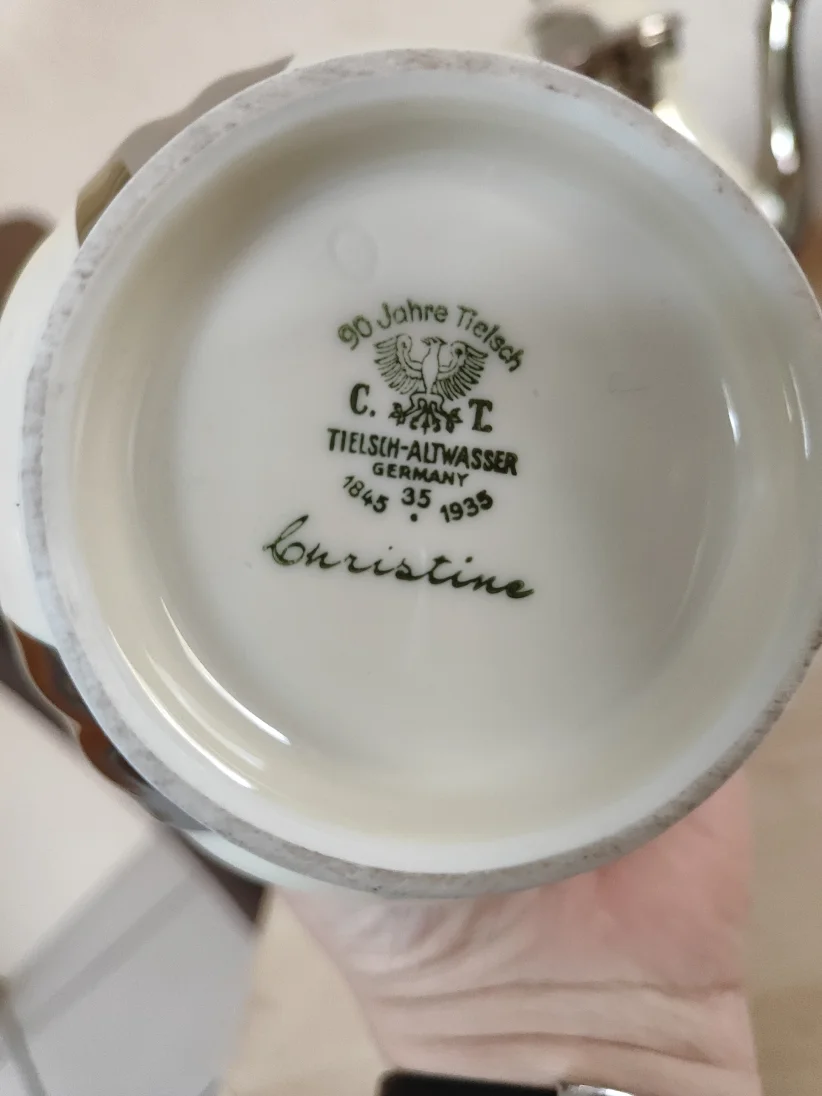 90 Jahre Tielsch
C. T.
TIELSCH-ALTWASSER
GERMANY
1845 35 1935
Christine